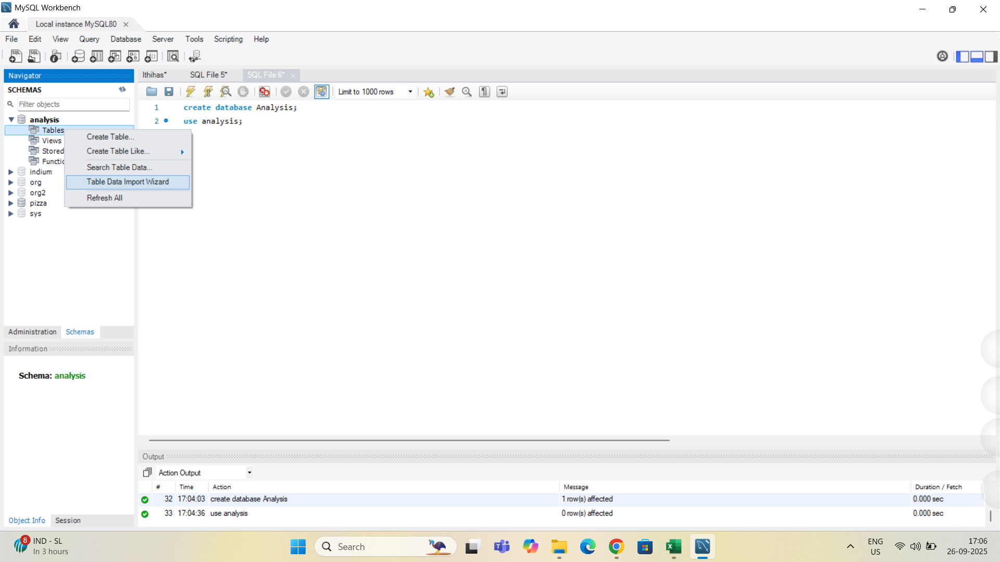 MySQL Workbench
Local instance MySQL80
File Edit View Query Database Server Tools Scripting Help
Navigator
SCHEMAS
Filter objects
analysis
Tables
Views
Stored
Functio
indium
org
org2
pizza
sys
Create Table...
Create Table Like...
Search Table Data...
Table Data Import Wizard
Refresh All
Administration Schemas
Information
Schema: analysis
Object Info Session
Ithihas* SQL File 5* SQL File 6*
Limit to 1000 rows
1 create database Analysis;
2 use analysis;
Output
Action Output
# Time Action Message Duration / Fetch
32 17:04:03 create database Analysis 1 row(s) affected 0.000 sec
33 17:04:36 use analysis 0 row(s) affected 0.000 sec
8 IND - SL
In 3 hours
Search
ENG
US
17:06
26-09-2025